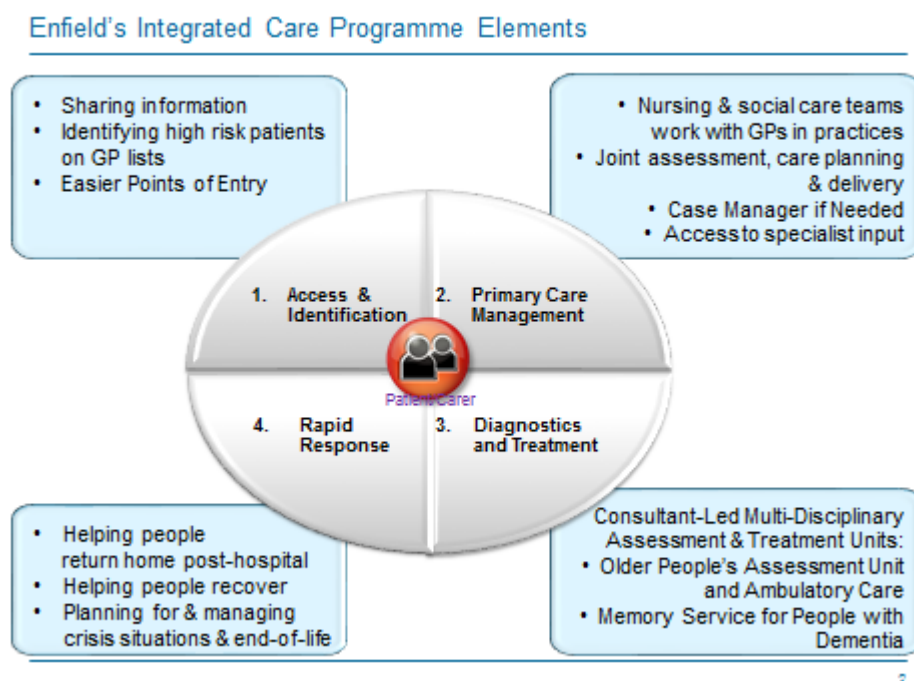 Enfield's Integrated Care Programme Elements
• Sharing information
• Identifying high risk patients
on GP lists
• Easier Points of Entry
• Nursing & social care teams
work with GPs in practices
• Joint assessment, care planning
& delivery
• Case Manager if Needed
• Access to specialist input
1. Access &
Identification
2. Primary Care
Management
Patient/Carer
4. Rapid
Response
3. Diagnostics
and Treatment
• Helping people
return home post-hospital
• Helping people recover
• Planning for & managing
crisis situations & end-of-life
Consultant-Led Multi-Disciplinary
Assessment & Treatment Units:
• Older People's Assessment Unit
and Ambulatory Care
• Memory Service for People with
Dementia